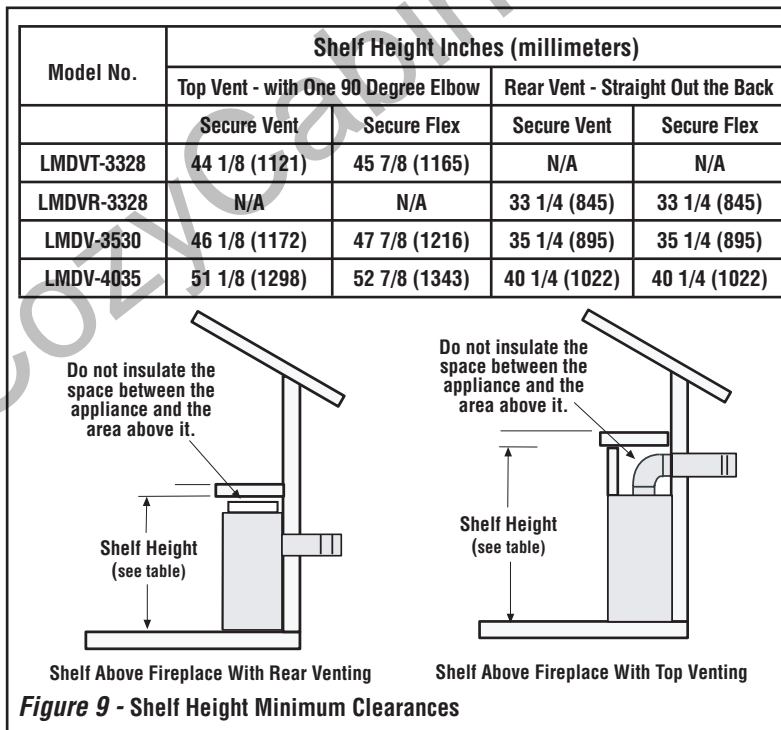 Model No.
Shelf Height Inches (millimeters)
Top Vent - with One 90 Degree Elbow Rear Vent - Straight Out the Back
Secure Vent Secure Flex Secure Vent Secure Flex
LMDVT-3328 44 1/8 (1121) 45 7/8 (1165) N/A N/A
LMDVR-3328 N/A N/A 33 1/4 (845) 33 1/4 (845)
LMDV-3530 46 1/8 (1172) 47 7/8 (1216) 35 1/4 (895) 35 1/4 (895)
LMDV-4035 51 1/8 (1298) 52 7/8 (1343) 40 1/4 (1022) 40 1/4 (1022)
Do not insulate the
space between the
appliance and the
area above it.
Shelf Height
(see table)
Shelf Above Fireplace With Rear Venting
Do not insulate the
space between the
appliance and the
area above it.
Shelf Height
(see table)
Shelf Above Fireplace With Top Venting
Figure 9 - Shelf Height Minimum Clearances